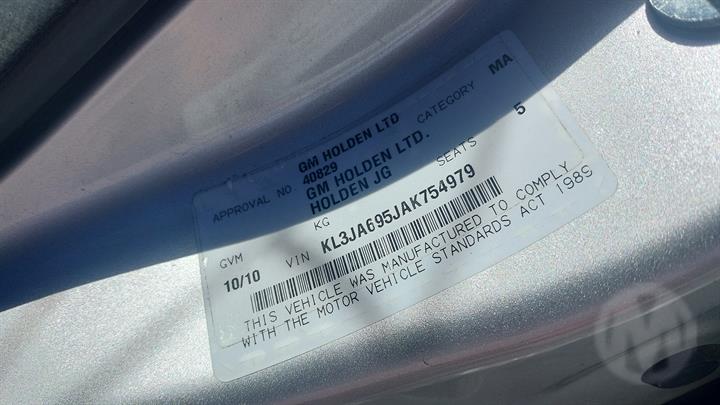 GM HOLDEN LTD
APPROVAL NO. 40829 CATEGORY MA
GM HOLDEN LTD.
HOLDEN JG SEATS 5
GVM KG
10/10 VIN KL3JA695JAK754979
THIS VEHICLE WAS MANUFACTURED TO COMPLY
WITH THE MOTOR VEHICLE STANDARDS ACT 1989
M